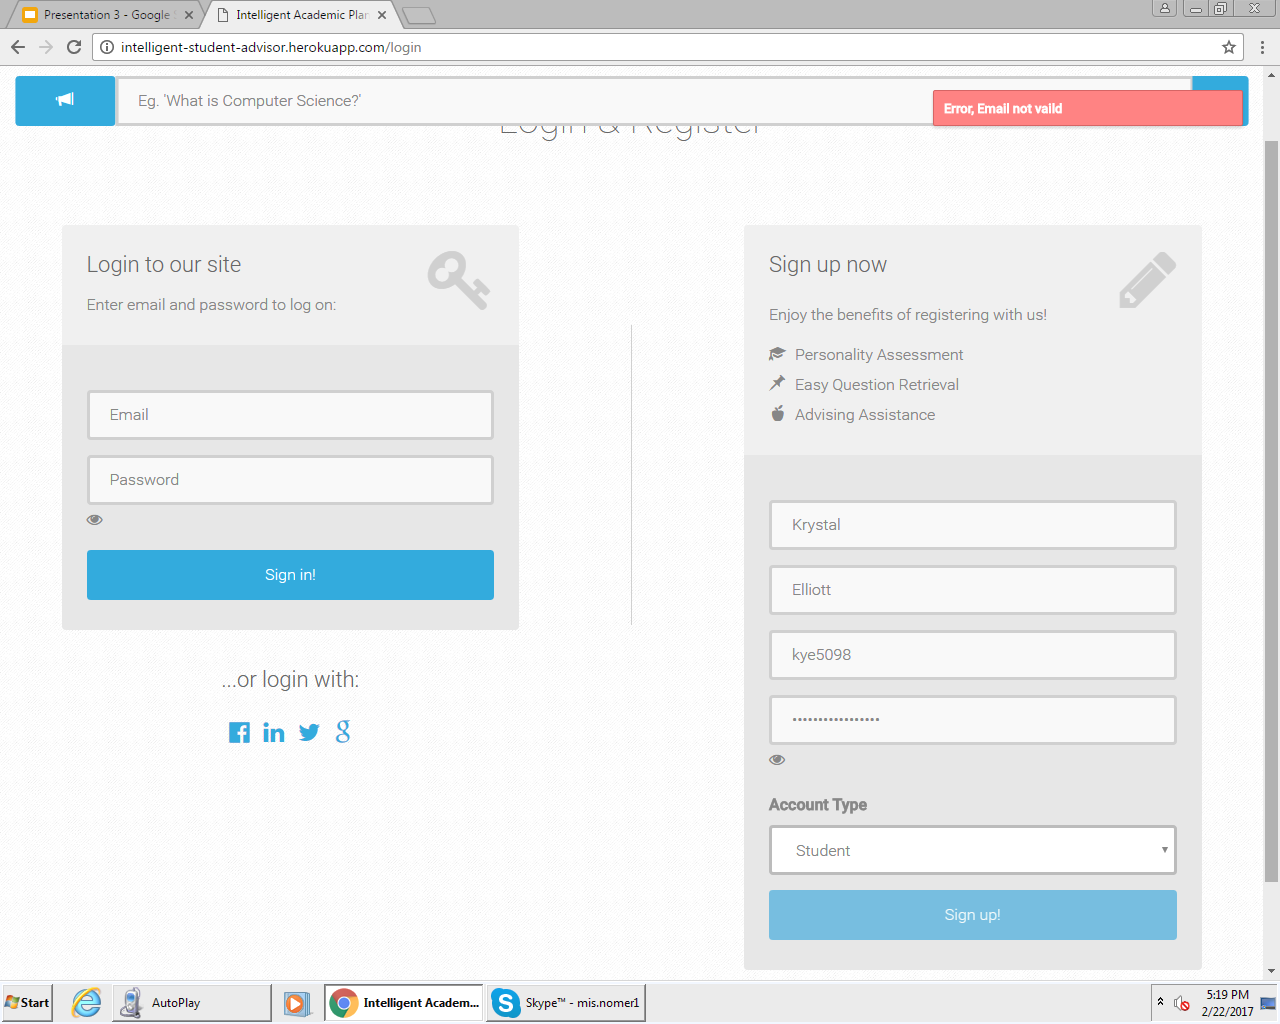 Presentation 3 - Google
Intelligent Academic Plan
intelligent-student-advisor.herokuapp.com/login
Eg. 'What is Computer Science?'
Error, Email not valid
Login & Register
Login to our site
Enter email and password to log on:
Email
Password
Sign in!
...or login with:
Sign up now
Enjoy the benefits of registering with us!
Personality Assessment
Easy Question Retrieval
Advising Assistance
Krystal
Elliott
kye5098
•••••••••••••••••
Account Type
Student
Sign up!
Start
AutoPlay
Intelligent Academ...
Skype™ - mis.nomer1
5:19 PM
2/22/2017